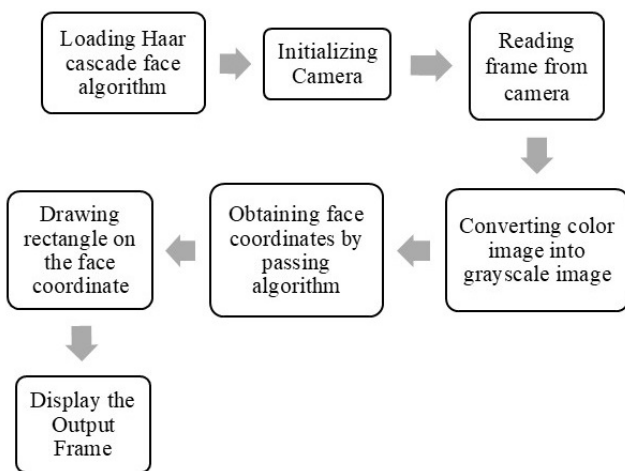 Loading Haar
cascade face
algorithm
Initializing
Camera
Reading
frame from
camera
Converting color
image into
grayscale image
Obtaining face
coordinates by
passing
algorithm
Drawing
rectangle on
the face
coordinate
Display the
Output
Frame